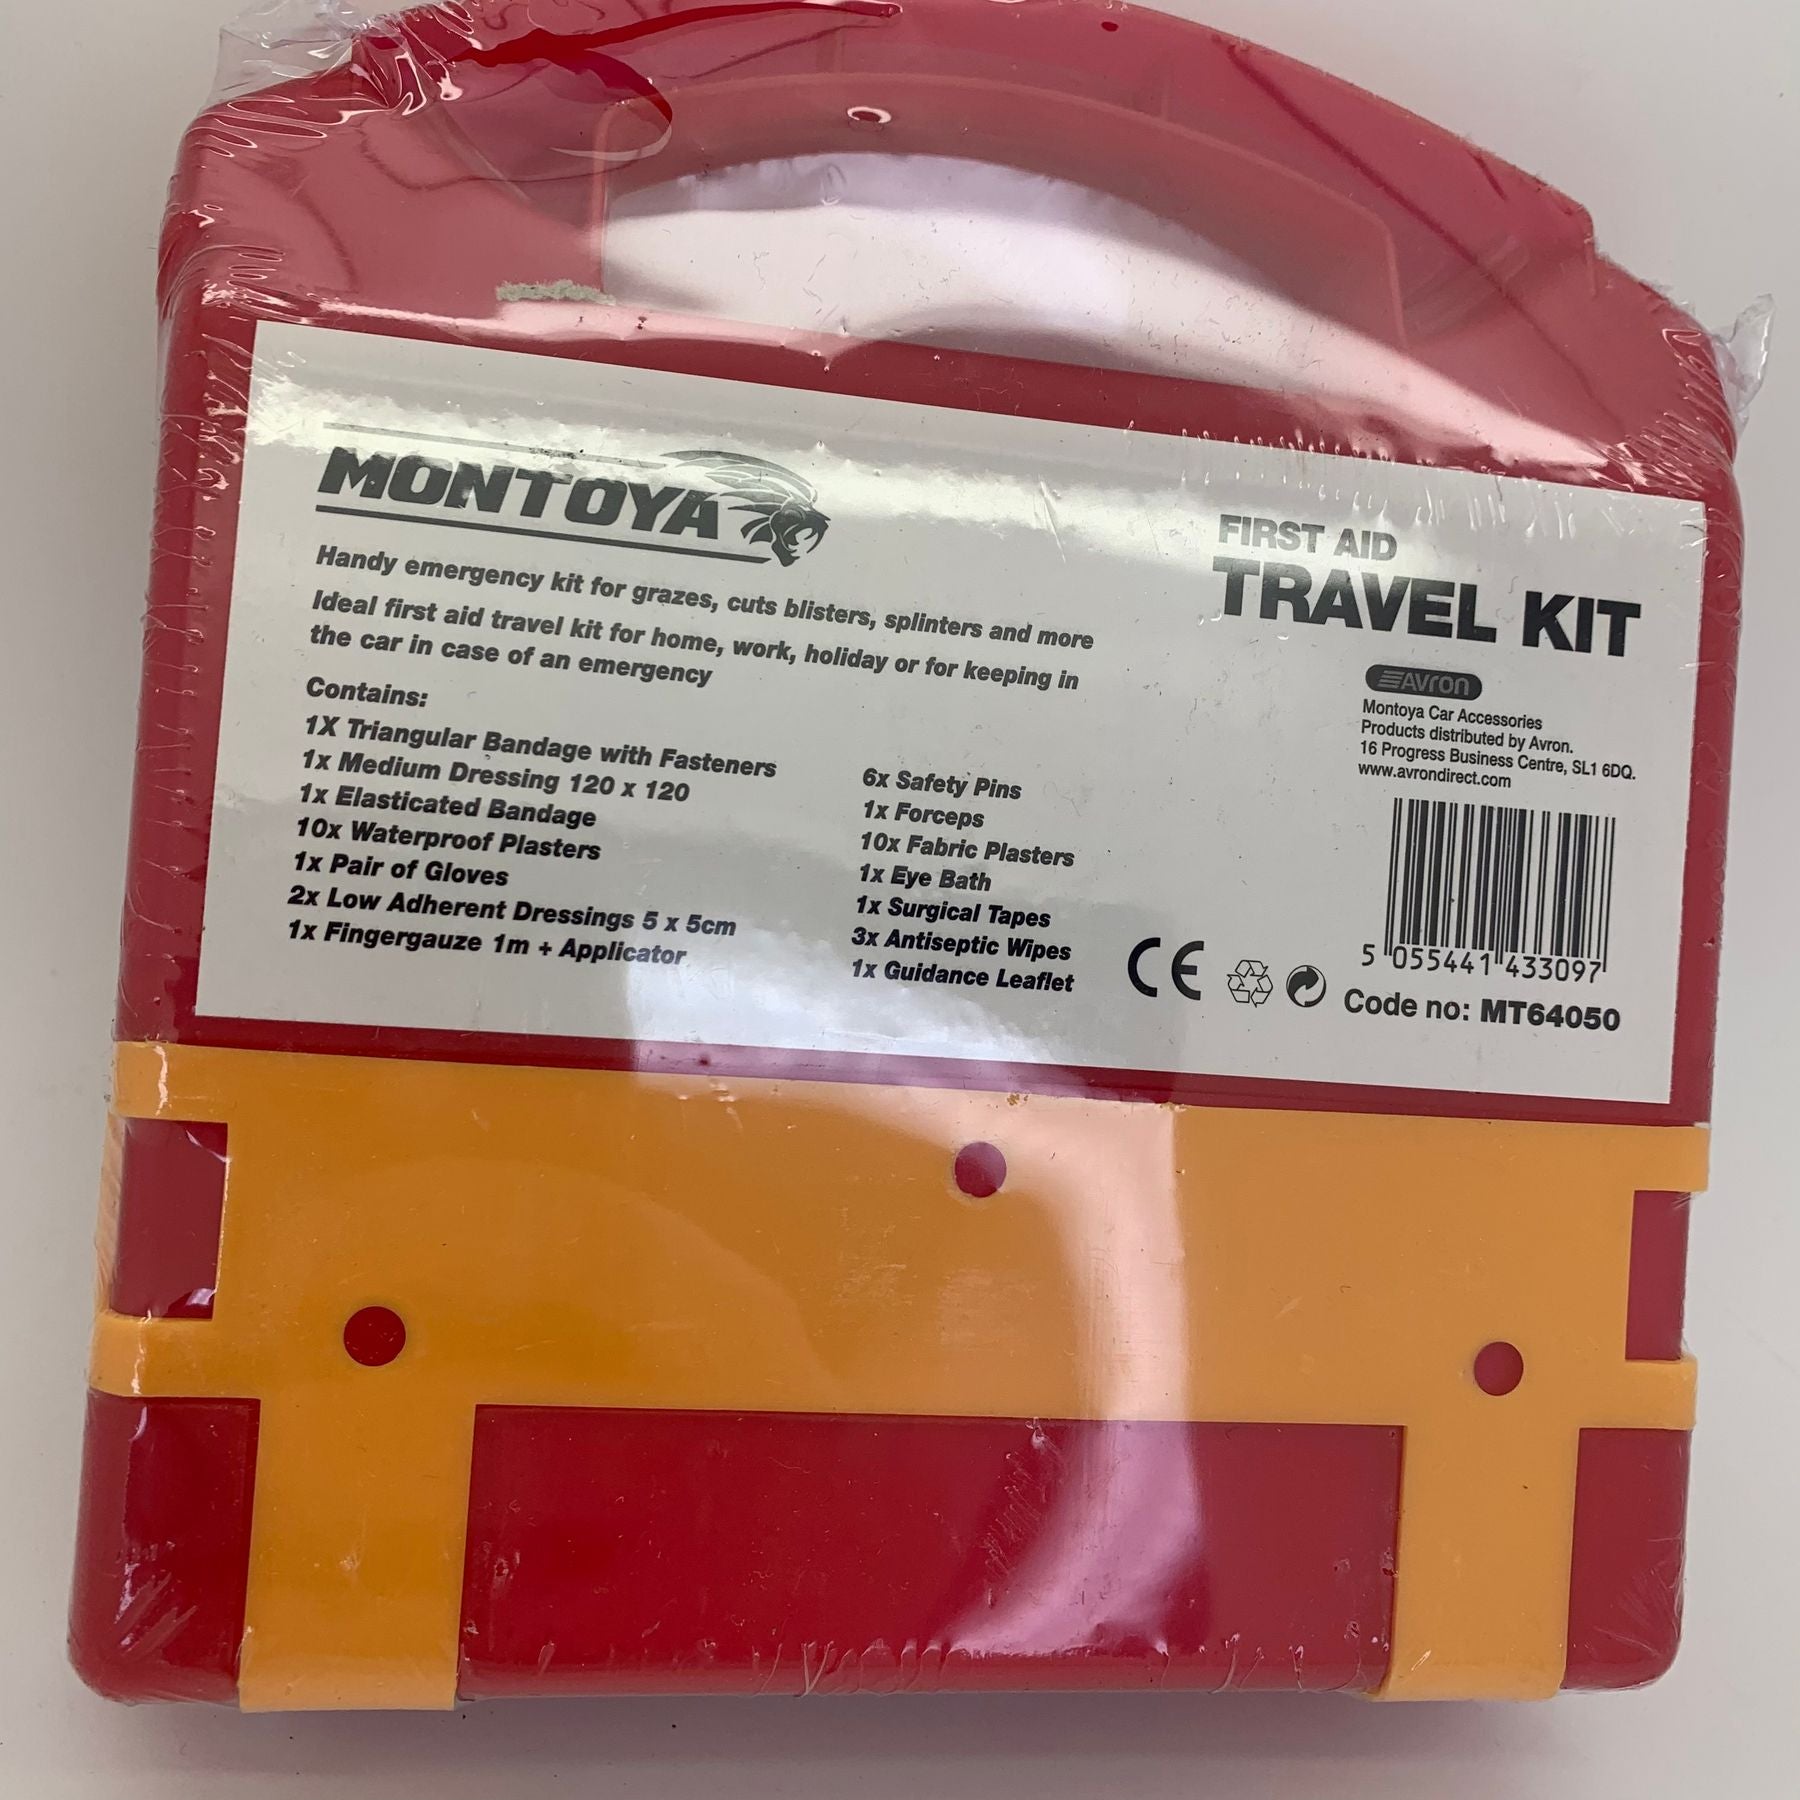 MONTOYA
Handy emergency kit for grazes, cuts blisters, splinters and more
Ideal first aid travel kit for home, work, holiday or for keeping in
the car in case of an emergency
Contains:
1X Triangular Bandage with Fasteners
1x Medium Dressing 120 x 120
1x Elasticated Bandage
10x Waterproof Plasters
1x Pair of Gloves
2x Low Adherent Dressings 5 x 5cm
1x Fingergauze 1m + Applicator
6x Safety Pins
1x Forceps
10x Fabric Plasters
1x Eye Bath
1x Surgical Tapes
3x Antiseptic Wipes
1x Guidance Leaflet
FIRST AID
TRAVEL KIT
AVRON
Montoya Car Accessories
Products distributed by Avron.
16 Progress Business Centre, SL1 6DQ.
www.avrondirect.com
5 055441 433097
CE
Code no: MT64050